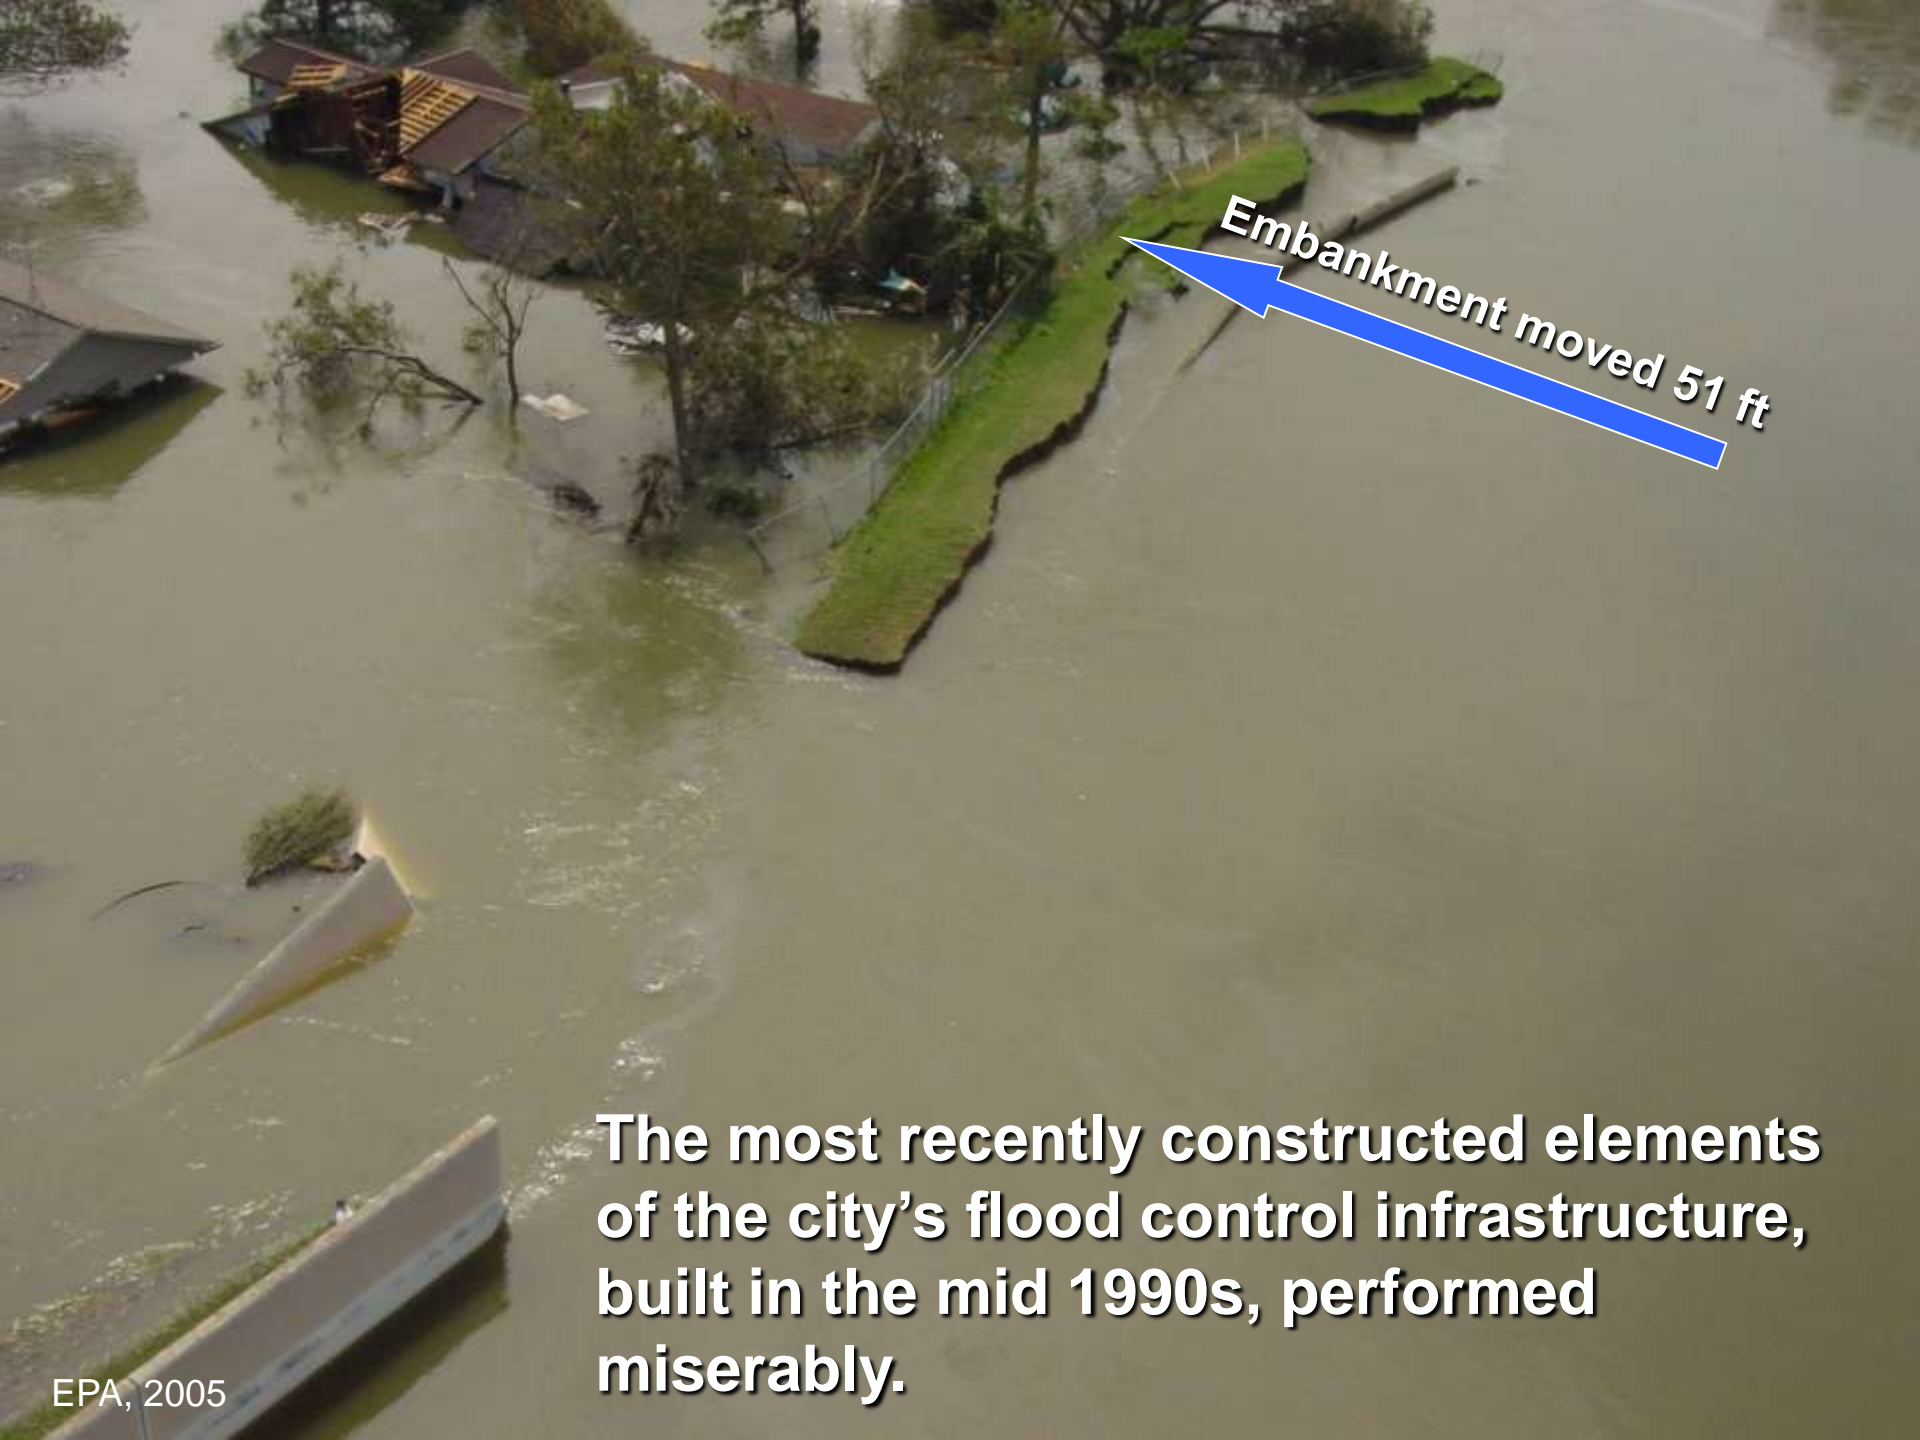 Embankment moved 51 ft
The most recently constructed elements
of the city’s flood control infrastructure,
built in the mid 1990s, performed
miserably.
EPA, 2005